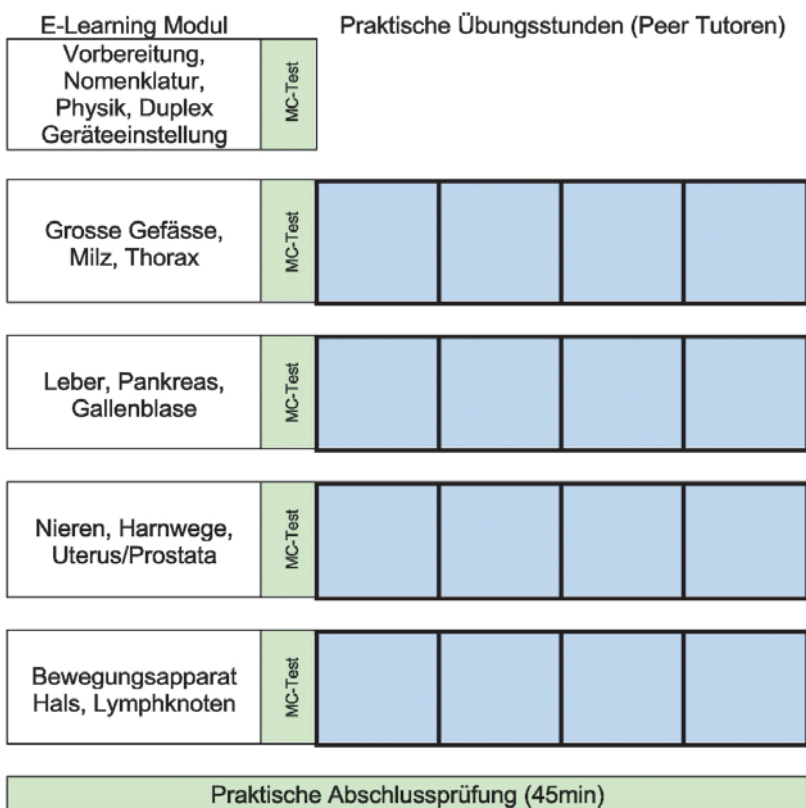 E-Learning Modul
Praktische Übungsstunden (Peer Tutoren)
Vorbereitung,
Nomenklatur,
Physik, Duplex
Geräteeinstellung
MC-Test
Grosse Gefässe,
Milz, Thorax
MC-Test
Leber, Pankreas,
Gallenblase
MC-Test
Nieren, Harnwege,
Uterus/Prostata
MC-Test
Bewegungsapparat
Hals, Lymphknoten
MC-Test
Praktische Abschlussprüfung (45min)